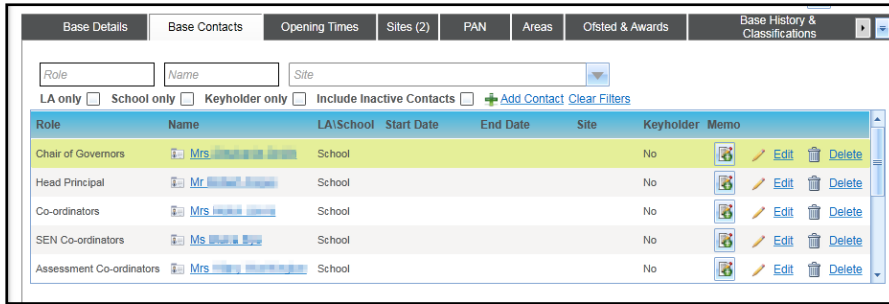 Base Details Base Contacts Opening Times Sites (2) PAN Areas Ofsted & Awards Base History & Classifications
Role Name Site
LA only School only Keyholder only Include Inactive Contacts Add Contact Clear Filters
Role Name LA\School Start Date End Date Site Keyholder Memo
Chair of Governors Mrs School No Edit Delete
Head Principal Mr School No Edit Delete
Co-ordinators Mrs School No Edit Delete
SEN Co-ordinators Ms School No Edit Delete
Assessment Co-ordinators Mrs School No Edit Delete